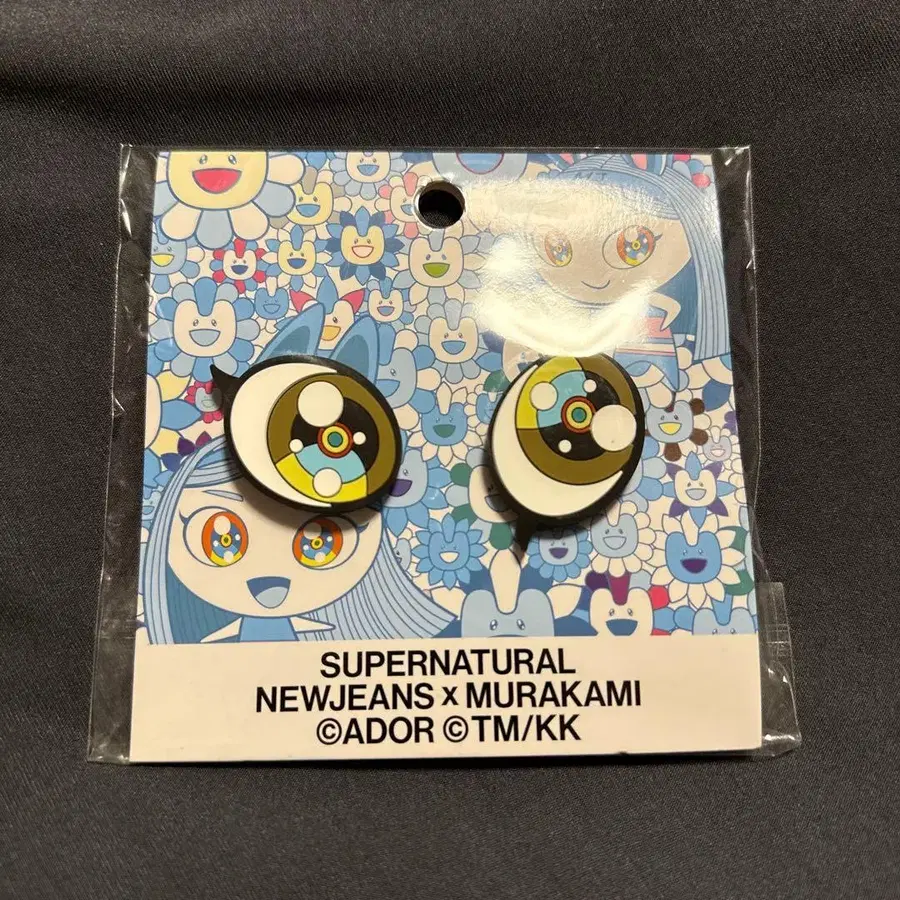 SUPERNATURAL
NEWJEANS x MURAKAMI
©ADOR ©TM/KK